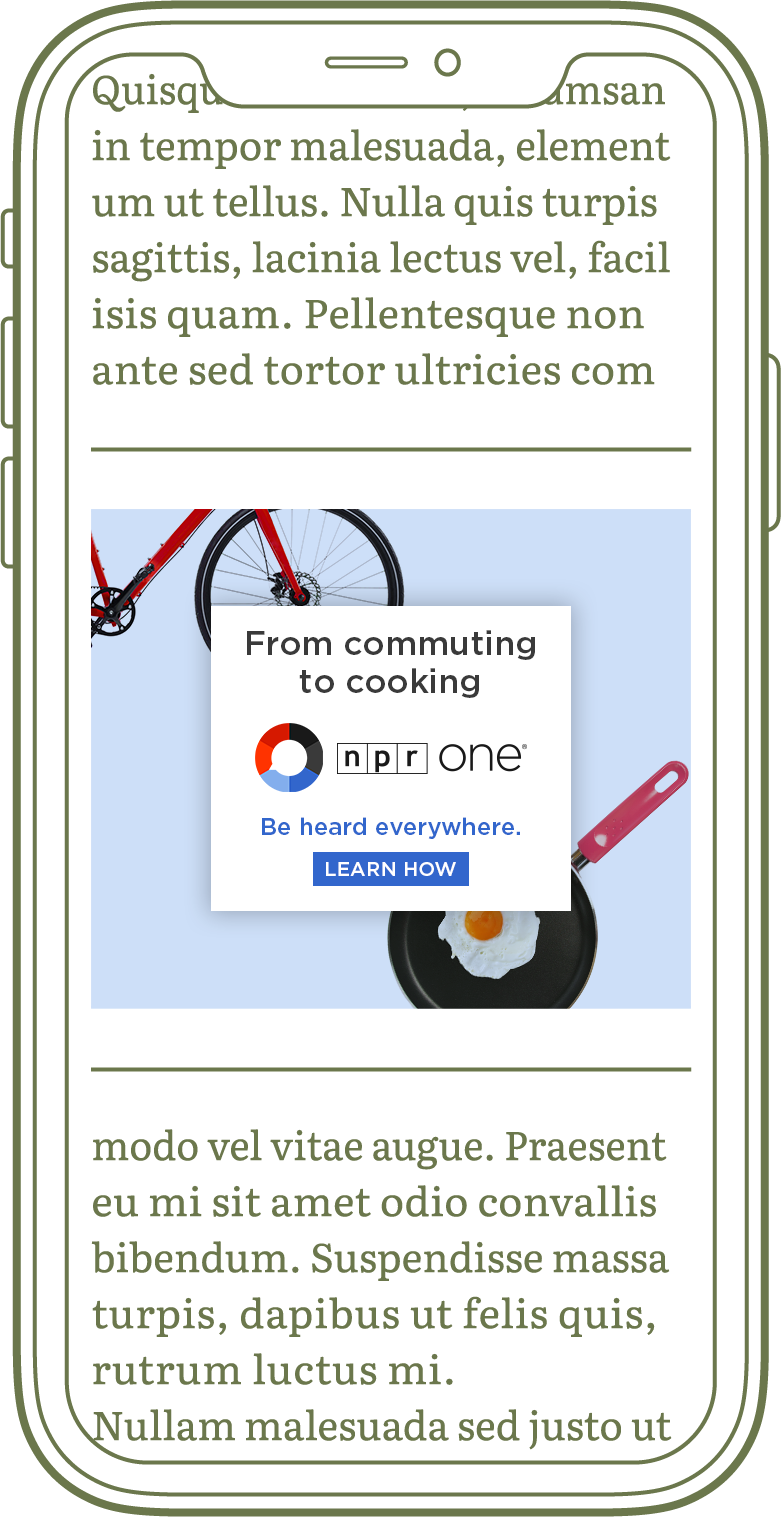 in tempor malesuada, element
um ut tellus. Nulla quis turpis
sagittis, lacinia lectus vel, facil
isis quam. Pellentesque non
ante sed tortor ultricies com
From commuting
to cooking
npr one®
Be heard everywhere.
LEARN HOW
modo vel vitae augue. Praesent
eu mi sit amet odio convallis
bibendum. Suspendisse massa
turpis, dapibus ut felis quis,
rutrum luctus mi.
Nullam malesuada sed justo ut